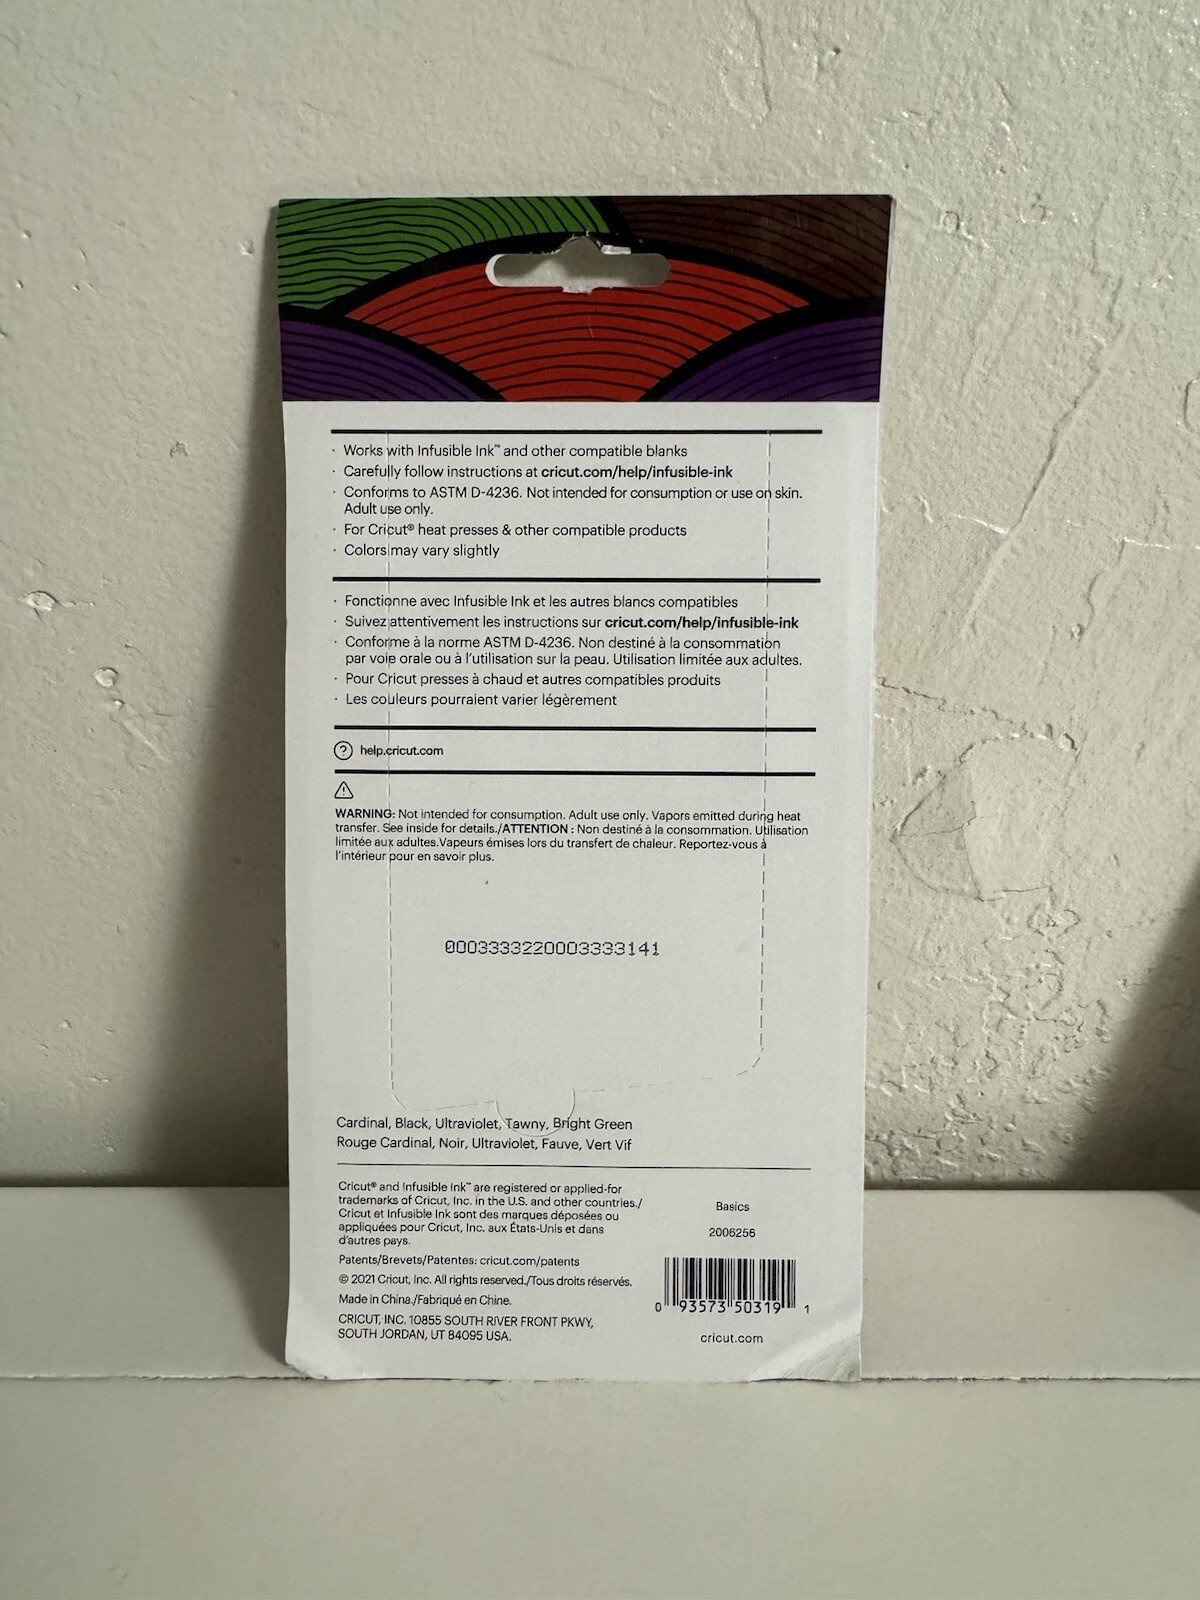 · Works with Infusible Ink™ and other compatible blanks
· Carefully follow instructions at cricut.com/help/infusible-ink
· Conforms to ASTM D-4236. Not intended for consumption or use on skin.
Adult use only.
· For Cricut® heat presses & other compatible products
· Colors may vary slightly
· Fonctionne avec Infusible Ink et les autres blancs compatibles
· Suivez attentivement les instructions sur cricut.com/help/infusible-ink
· Conforme à la norme ASTM D-4236. Non destiné à la consommation
par voie orale ou à l'utilisation sur la peau. Utilisation limitée aux adultes.
· Pour Cricut presses à chaud et autres compatibles produits
· Les couleurs pourraient varier légèrement
? help.cricut.com
WARNING: Not intended for consumption. Adult use only. Vapors emitted during heat
transfer. See inside for details./ATTENTION : Non destiné à la consommation. Utilisation
limitée aux adultes.Vapeurs émises lors du transfert de chaleur. Reportez-vous à
l'intérieur pour en savoir plus.
0003333220003333141
Cardinal, Black, Ultraviolet, Tawny, Bright Green
Rouge Cardinal, Noir, Ultraviolet, Fauve, Vert Vif
Cricut® and Infusible Ink™ are registered or applied-for
trademarks of Cricut, Inc. in the U.S. and other countries./
Cricut et Infusible Ink sont des marques déposées ou
appliquées pour Cricut, Inc. aux États-Unis et dans
d'autres pays.
Patents/Brevets/Patentes: cricut.com/patents
© 2021 Cricut, Inc. All rights reserved./Tous droits réservés.
Made in China./Fabriqué en Chine.
CRICUT, INC. 10855 SOUTH RIVER FRONT PKWY,
SOUTH JORDAN, UT 84095 USA.
Basics
2006256
0 93573 50319 1
cricut.com